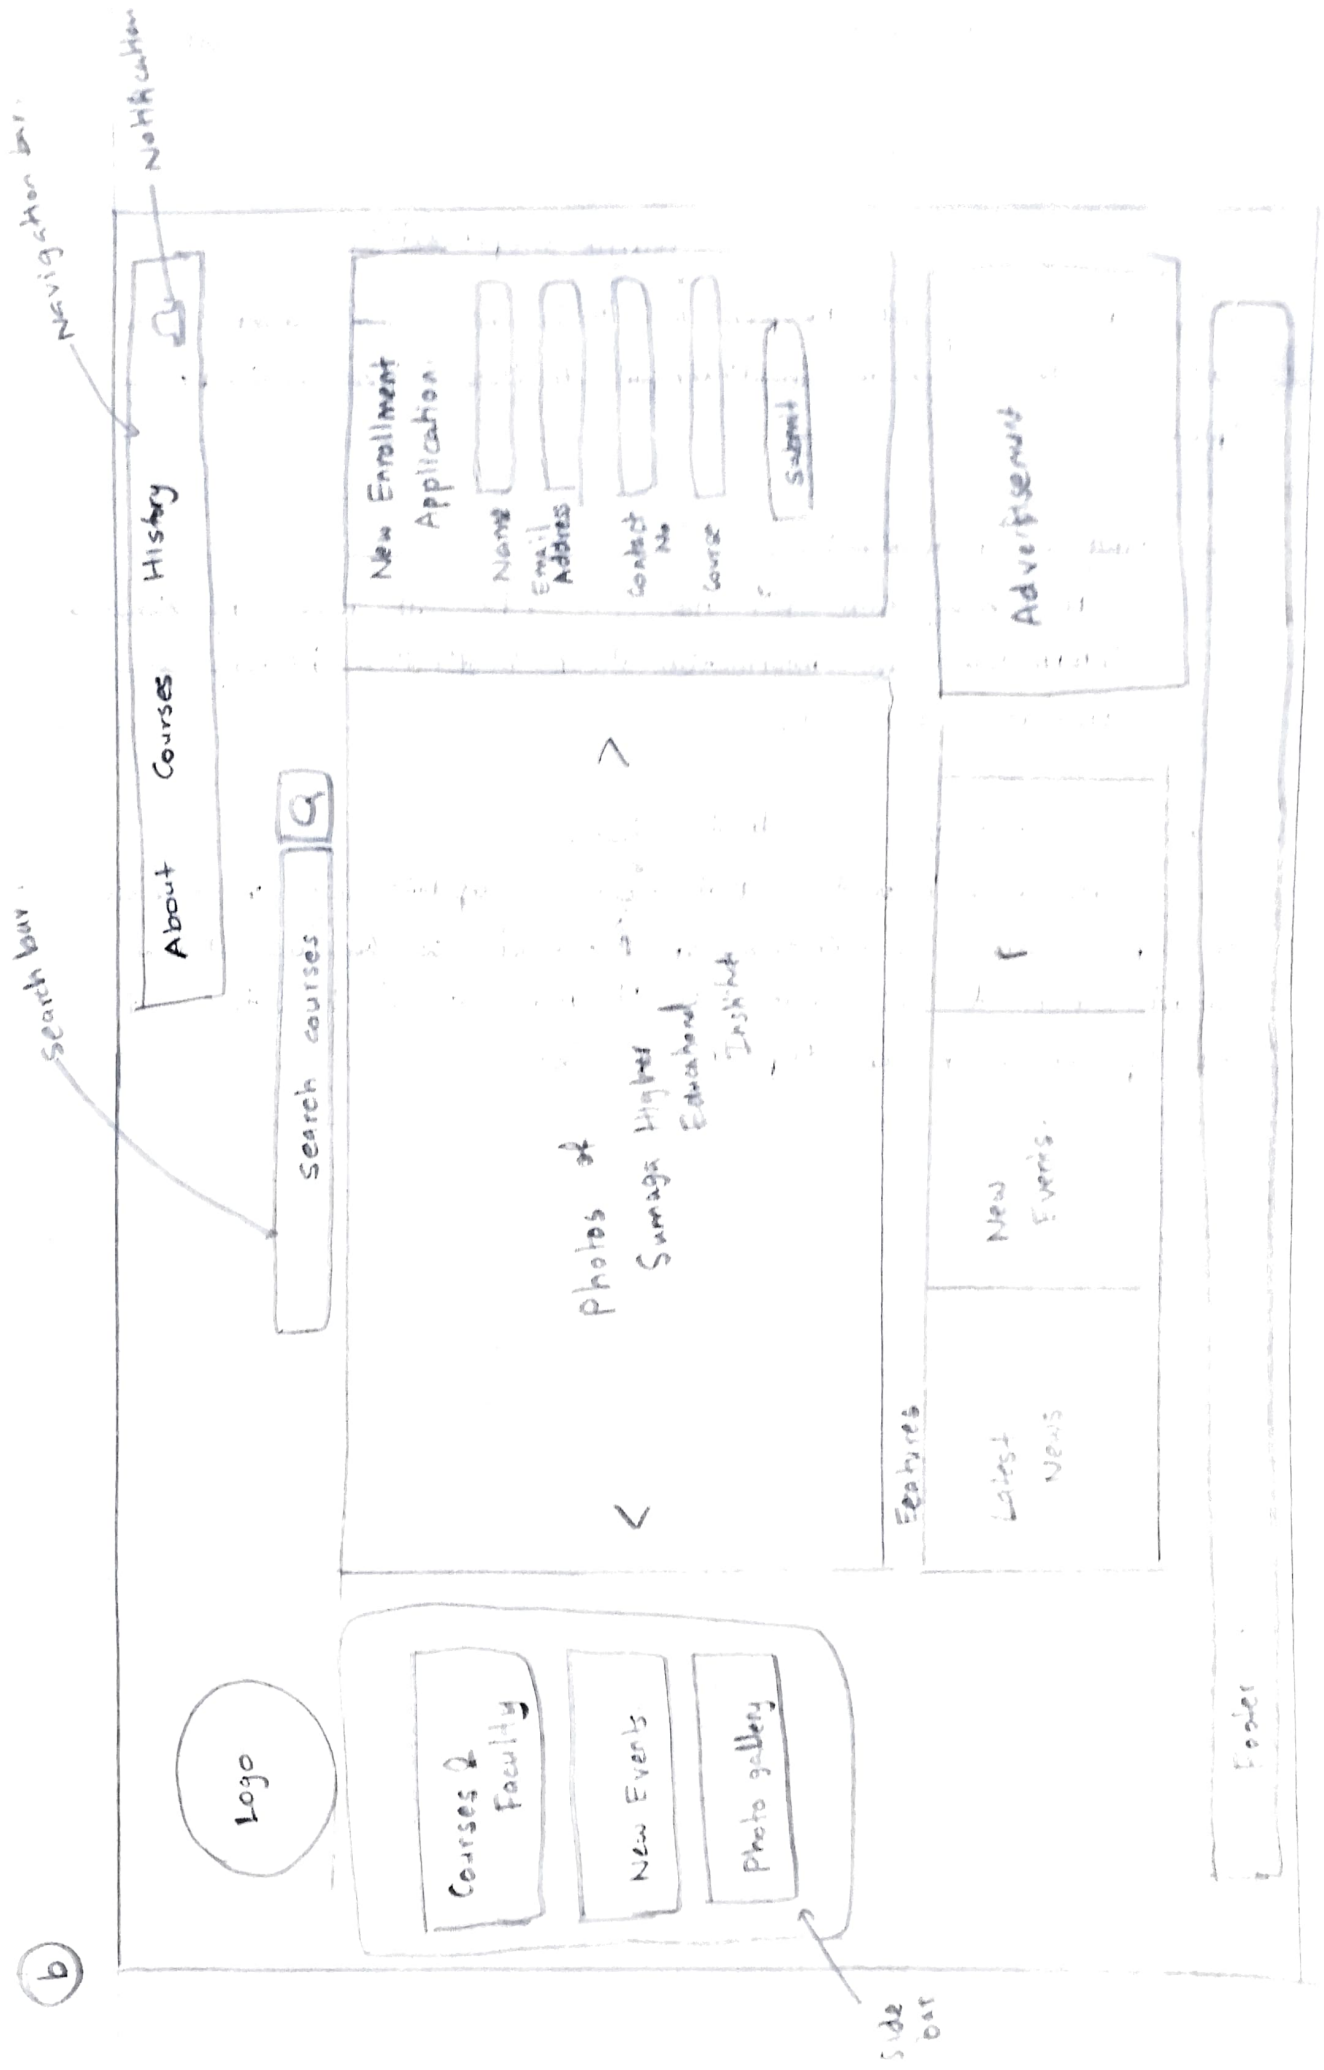 b
Navigation bar.
Notification
search bar.
Logo
About Courses History
search courses
Courses &
Faculty
New Events
Photo gallery
side
bar
<
Photos of
Sumaga Higher
Educational
Institut
>
New Enrollment
Application
Name
Email
Address
Contact
No
Course
Submit
Features
Latest
News
New
Events.
Advertisement
Footer